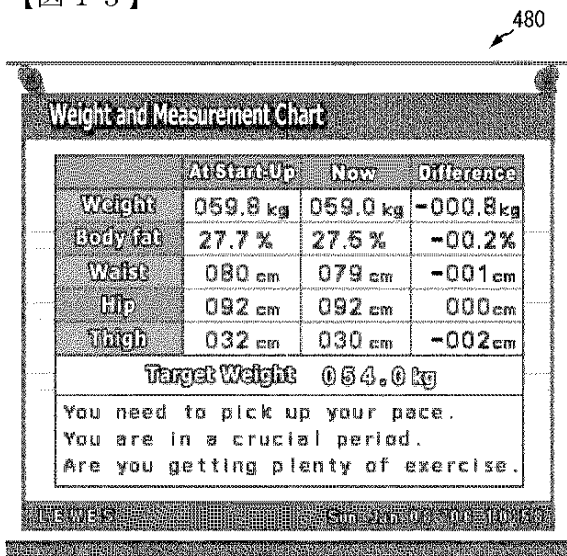 【図13】
480
Weight and Measurement Chart
At Start-Up Now Difference
Weight 059.8 kg 059.0 kg -000.8kg
Body fat 27.7 % 27.5 % -00.2%
Waist 080 cm 079 cm -001cm
Hip 092 cm 092 cm 000cm
Thigh 032 cm 030 cm -002cm
Target Weight 054.0 kg
You need to pick up your pace.
You are in a crucial period.
Are you getting plenty of exercise.
LEWES Sun Jan